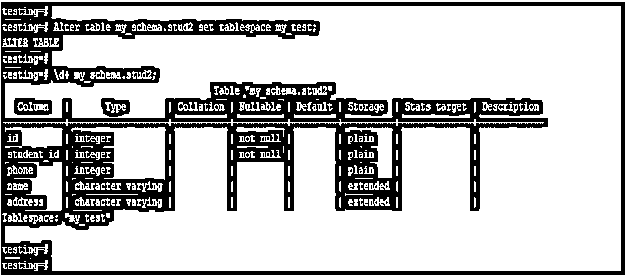 testing=#
testing=# Alter table my_schema.stud2 set tablespace my_test;
ALTER TABLE
testing=#
testing=# \d+ my_schema.stud2;
Table "my_schema.stud2"
Column | Type | Collation | Nullable | Default | Storage | Stats target | Description
id | integer | | not null | | plain | |
student_id | integer | | not null | | plain | |
phone | integer | | | | plain | |
name | character varying | | | | extended | |
address | character varying | | | | extended | |
Tablespace: "my_test"
testing=#
testing=#